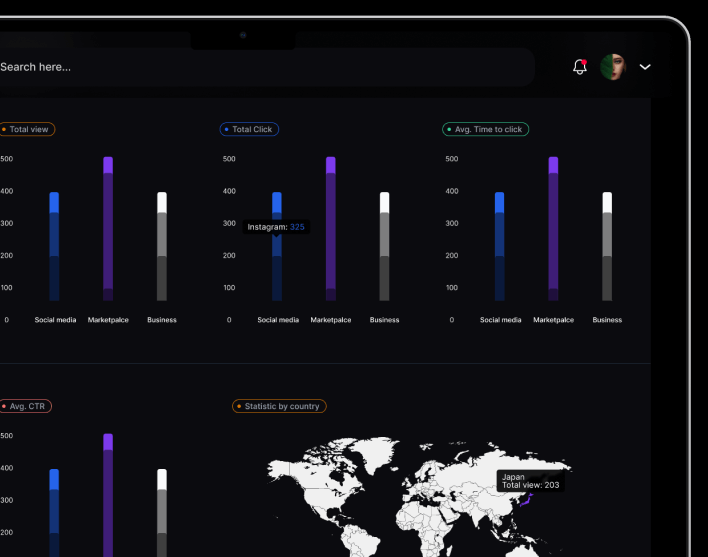 Search here...
Total view
500
400
300
200
100
0
Social media Marketpalce Business
Total Click
500
400
300
200
100
0
Instagram: 325
Social media Marketpalce Business
Avg. Time to click
500
400
300
200
100
0
Social media Marketpalce Business
Avg. CTR
500
400
300
200
Statistic by country
Japan
Total view: 203